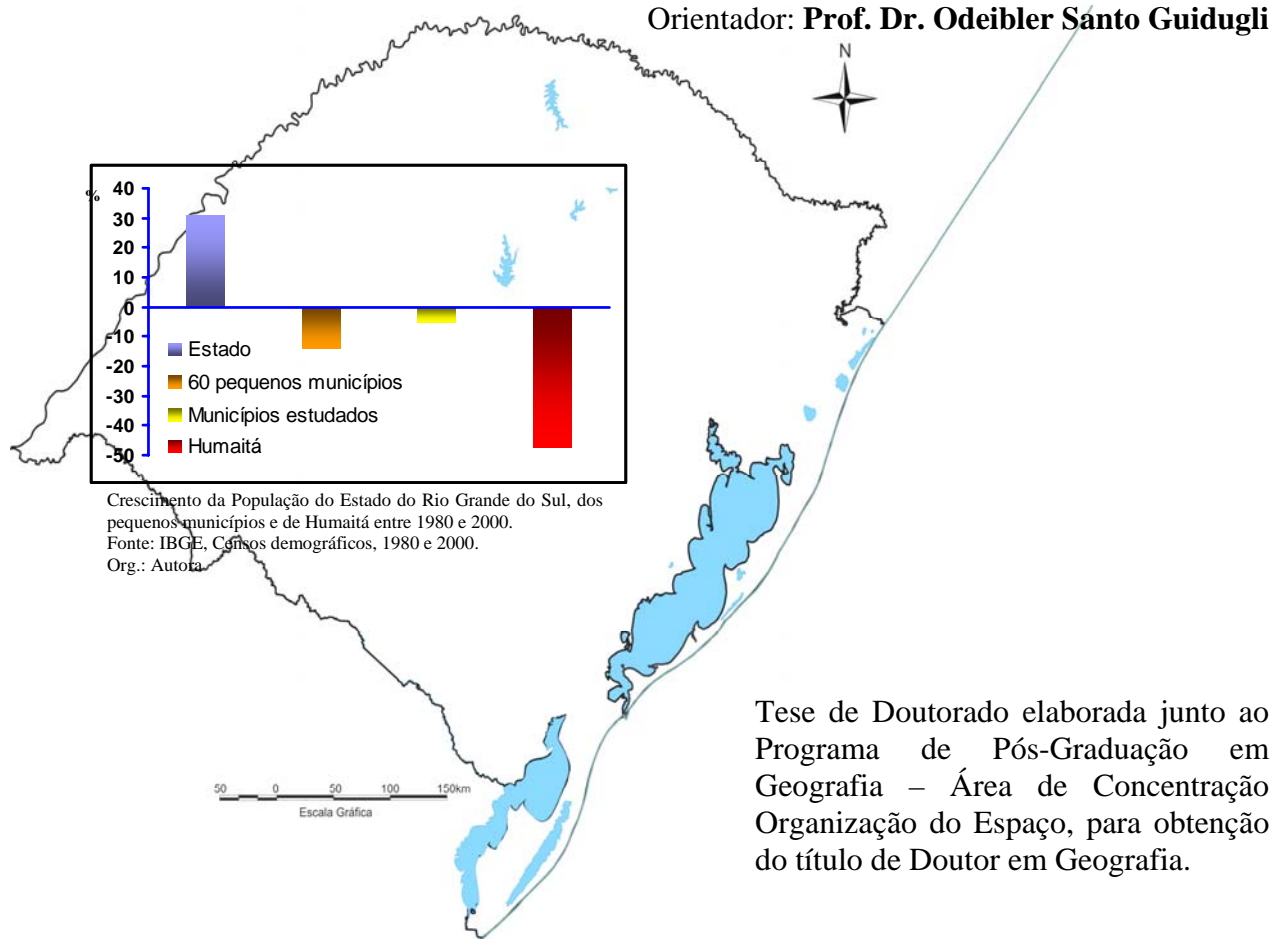 Orientador: Prof. Dr. Odeibler Santo Guidugli
N
%
40
30
20
10
0
-10
-20
-30
-40
-50
Estado
60 pequenos municípios
Municípios estudados
Humaitá
Crescimento da População do Estado do Rio Grande do Sul, dos
pequenos municípios e de Humaitá entre 1980 e 2000.
Fonte: IBGE, Censos demográficos, 1980 e 2000.
Org.: Autora
50 0 50 100 150km
Escala Gráfica
Tese de Doutorado elaborada junto ao
Programa de Pós-Graduação em
Geografia – Área de Concentração
Organização do Espaço, para obtenção
do título de Doutor em Geografia.